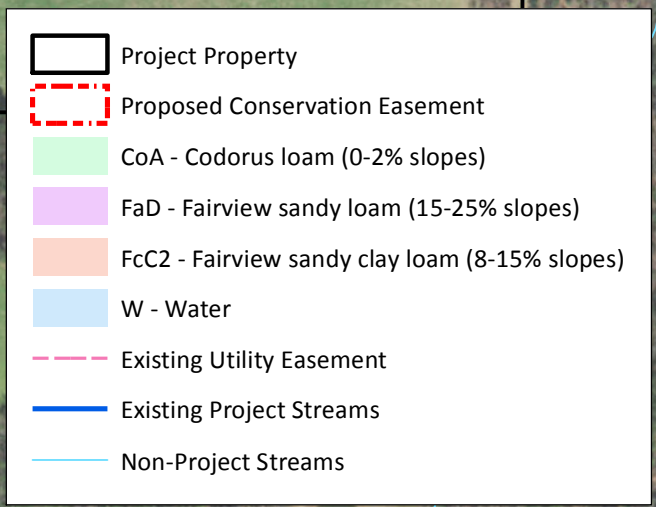 Project Property
Proposed Conservation Easement
CoA - Codorus loam (0-2% slopes)
FaD - Fairview sandy loam (15-25% slopes)
FcC2 - Fairview sandy clay loam (8-15% slopes)
W - Water
Existing Utility Easement
Existing Project Streams
Non-Project Streams